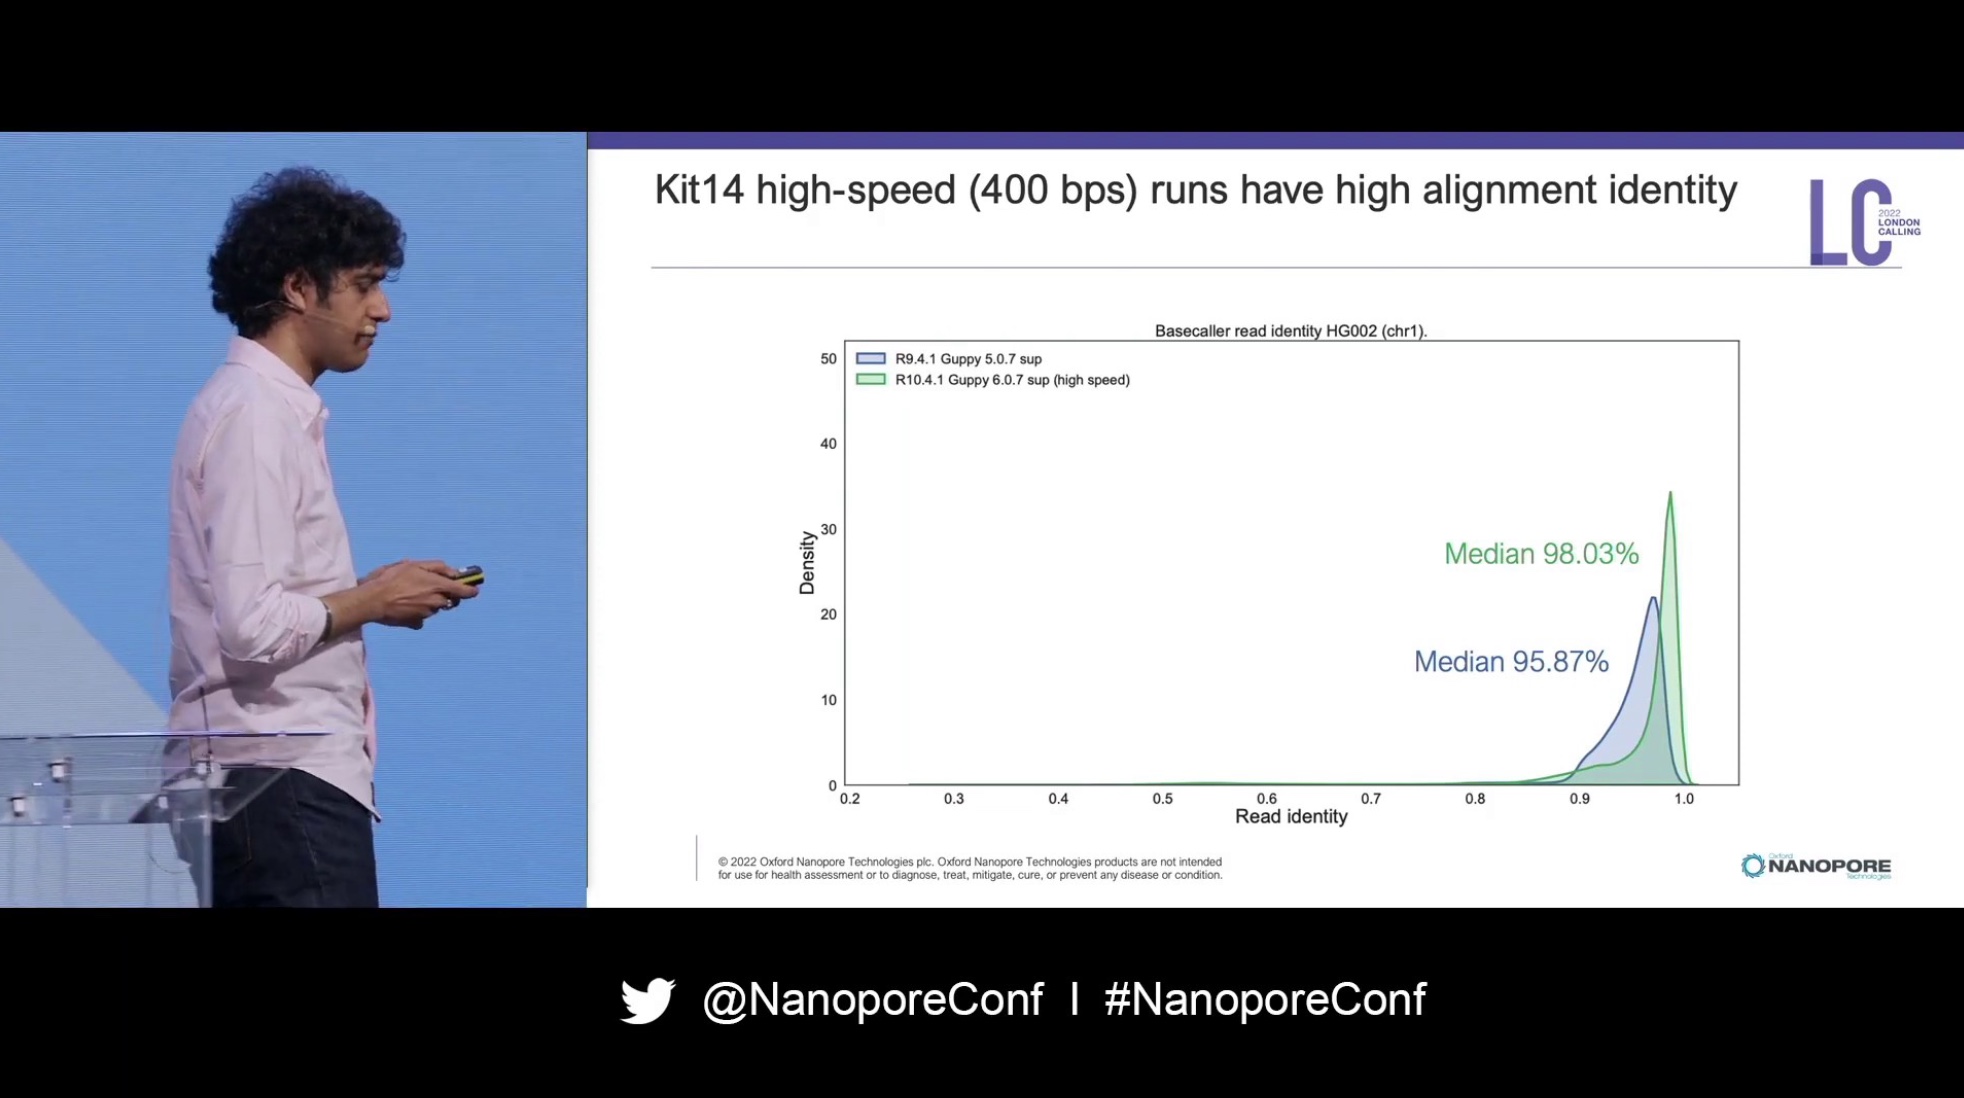 Kit14 high-speed (400 bps) runs have high alignment identity
LC
2022
LONDON
CALLING
Basecaller read identity HG002 (chr1).
R9.4.1 Guppy 5.0.7 sup
R10.4.1 Guppy 6.0.7 sup (high speed)
50
40
30
20
10
0
Density
Median 98.03%
Median 95.87%
0.2 0.3 0.4 0.5 0.6 0.7 0.8 0.9 1.0
Read identity
© 2022 Oxford Nanopore Technologies plc. Oxford Nanopore Technologies products are not intended
for use for health assessment or to diagnose, treat, mitigate, cure, or prevent any disease or condition.
Oxford
NANOPORE
Technologies
@NanoporeConf | #NanoporeConf